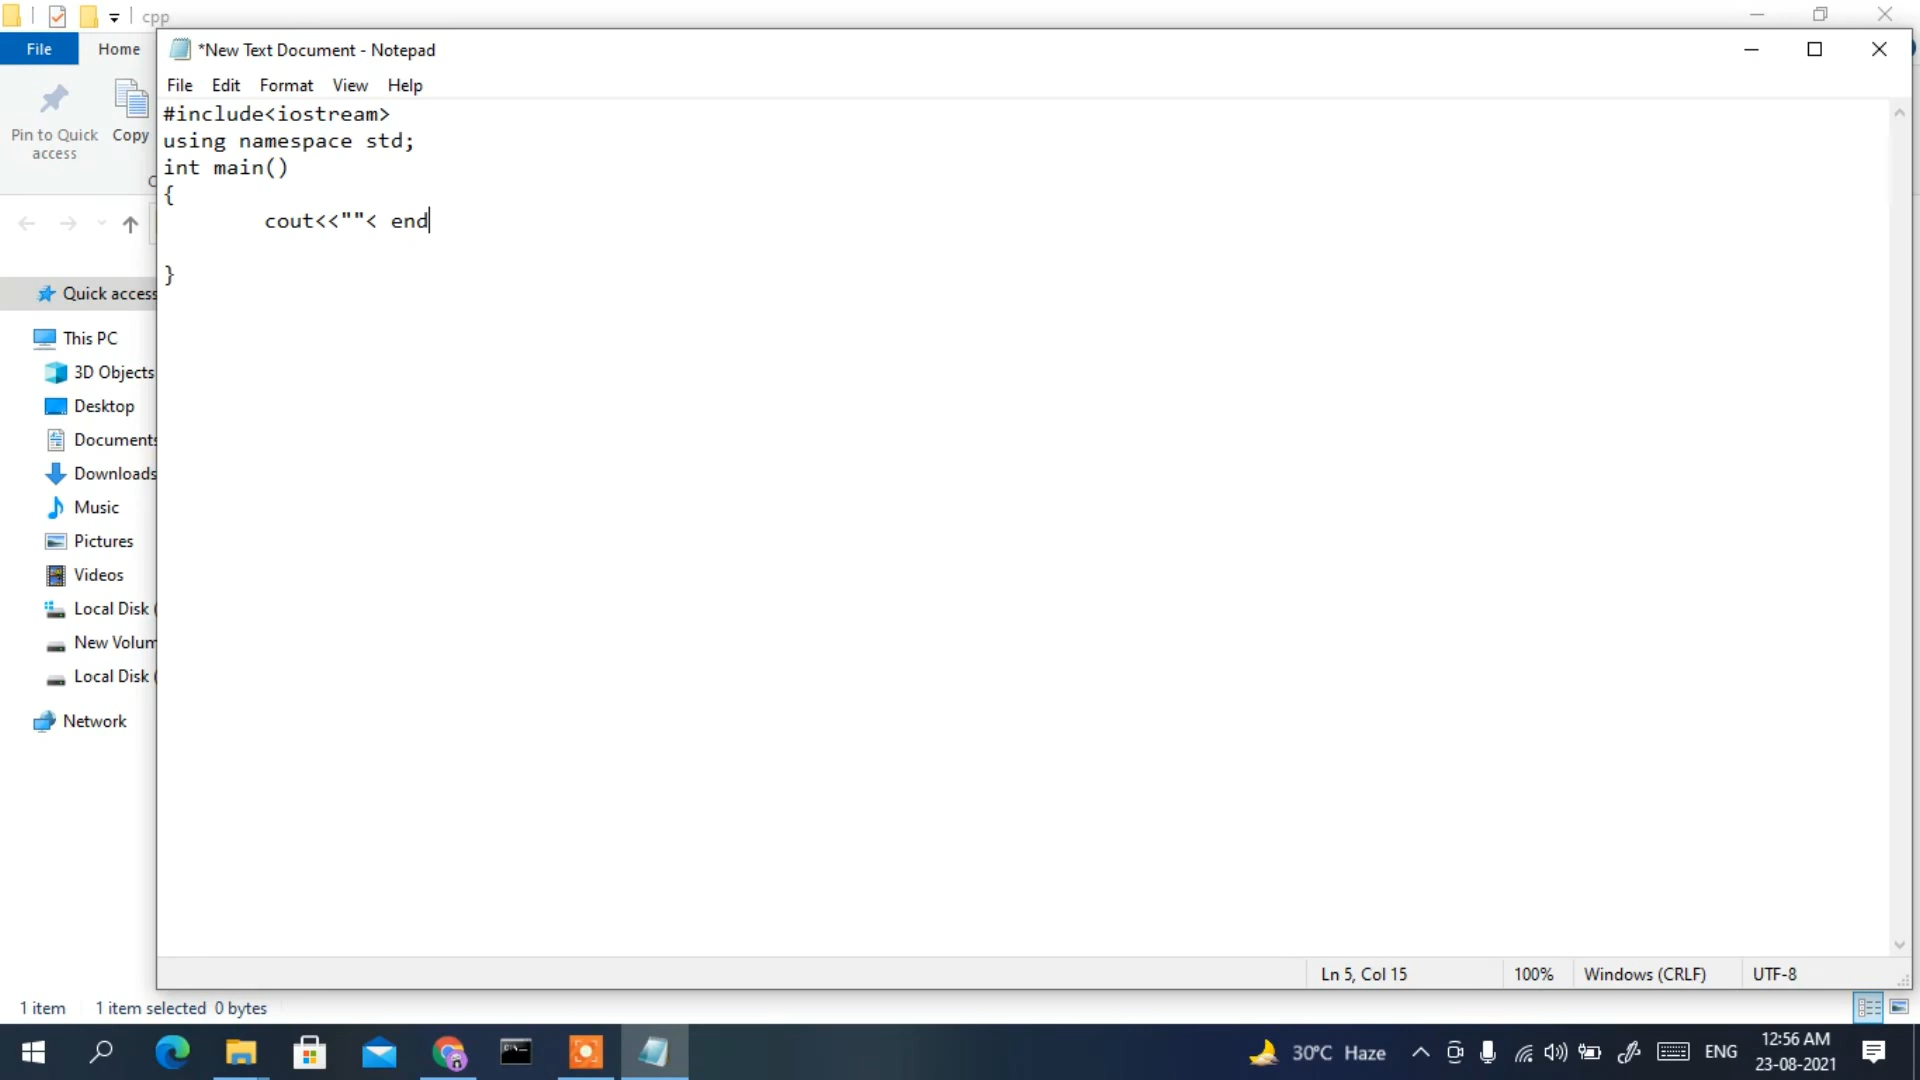 cpp
File Home
*New Text Document - Notepad
File Edit Format View Help
Pin to Quick access
Copy
#include<iostream>
using namespace std;
int main()
{
cout<<""< end
}
Quick access
This PC
3D Objects
Desktop
Documents
Downloads
Music
Pictures
Videos
Local Disk (
New Volum
Local Disk (
Network
Ln 5, Col 15 100% Windows (CRLF) UTF-8
1 item 1 item selected 0 bytes
30°C Haze ENG 12:56 AM
23-08-2021